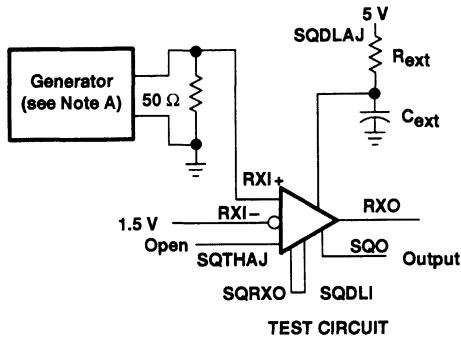 5 V
SQDLAJ
Rext
Generator
(see Note A)
50 Ω
Cext
RXI+
RXI−
RXO
1.5 V
Open
SQTHAJ
SQO
Output
SQRXO
SQDLI
TEST CIRCUIT